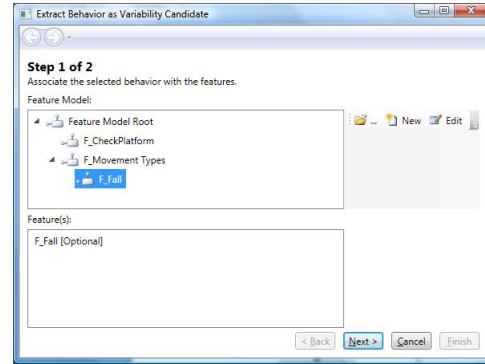 Extract Behavior as Variability Candidate
Step 1 of 2
Associate the selected behavior with the features.
Feature Model:
Feature Model Root
F_CheckPlatform
F_Movement Types
F_Fall
... New Edit
Feature(s):
F_Fall [Optional]
< Back Next > Cancel Finish